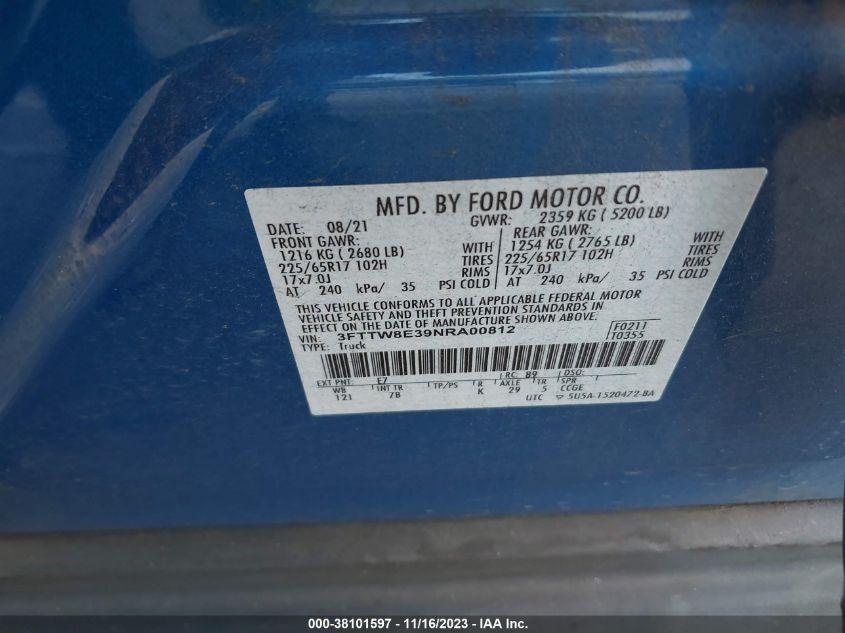 MFD. BY FORD MOTOR CO.
DATE: 08/21 GVWR: 2359 KG ( 5200 LB)
FRONT GAWR: REAR GAWR:
1216 KG ( 2680 LB) WITH 1254 KG ( 2765 LB) WITH
225/65R17 102H TIRES 225/65R17 102H TIRES
17x7.0J RIMS 17x7.0J RIMS
AT 240 kPa/ 35 PSI COLD AT 240 kPa/ 35 PSI COLD
THIS VEHICLE CONFORMS TO ALL APPLICABLE FEDERAL MOTOR
VEHICLE SAFETY AND THEFT PREVENTION STANDARDS IN
EFFECT ON THE DATE OF MANUFACTURE SHOWN ABOVE.
VIN: 3FTTW8E39NRA00812 F0211
TYPE: Truck T0355
RC: B9 DSO:
EXT PNT: E7
WB INT TR TP/PS R AXLE TR SPR
121 7B K 29 5 CCGE
UTC ▽ 5U5A-1520472-BA
000-38101597 - 11/16/2023 - IAA Inc.